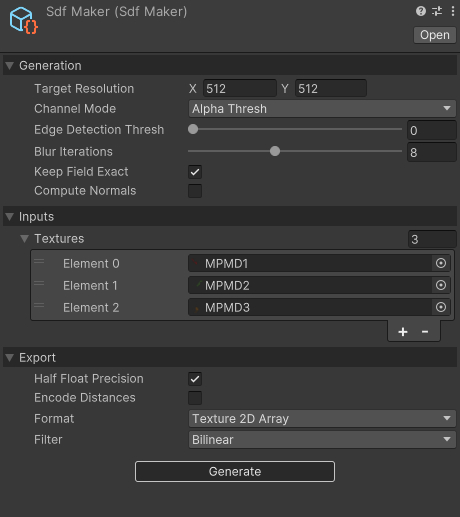 Sdf Maker (Sdf Maker)
Open
Generation
Target Resolution X 512 Y 512
Channel Mode Alpha Thresh
Edge Detection Thresh 0
Blur Iterations 8
Keep Field Exact
Compute Normals
Inputs
Textures 3
Element 0 MPMD1
Element 1 MPMD2
Element 2 MPMD3
+ -
Export
Half Float Precision
Encode Distances
Format Texture 2D Array
Filter Bilinear
Generate